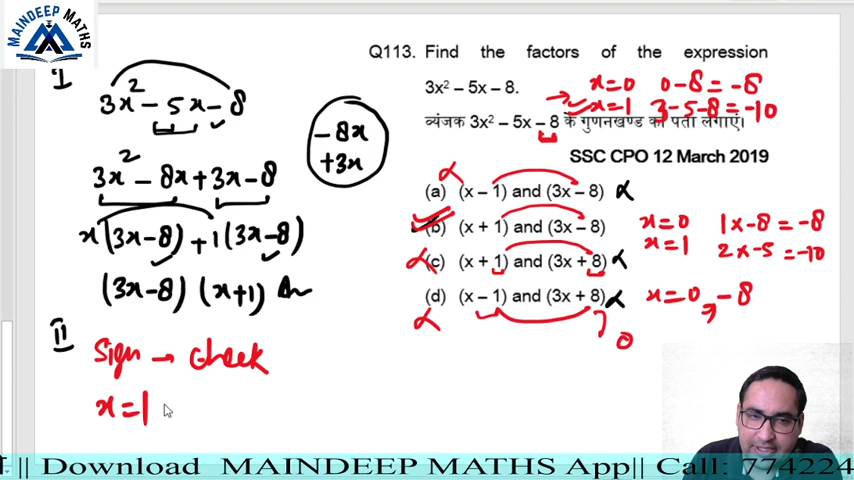 MAINDEEP MATHS
Q113. Find the factors of the expression
3x² – 5x – 8.
व्यंजक 3x² – 5x – 8 के गुणनखण्ड का पता लगाएं।
SSC CPO 12 March 2019
(a) (x – 1) and (3x – 8)
(b) (x + 1) and (3x – 8)
(c) (x + 1) and (3x + 8)
(d) (x – 1) and (3x + 8)
x=0 0-8=-8
x=1 3-5-8=-10
x=0 1x-8=-8
x=1 2x-5=-10
x=0, -8
0
I
3x² - 5x - 8
-8x
+3x
3x² - 8x + 3x - 8
x(3x-8) + 1(3x-8)
(3x-8) (x+1) Ans
II
Sign → check
x=1
|| Download MAINDEEP MATHS App|| Call: 774224